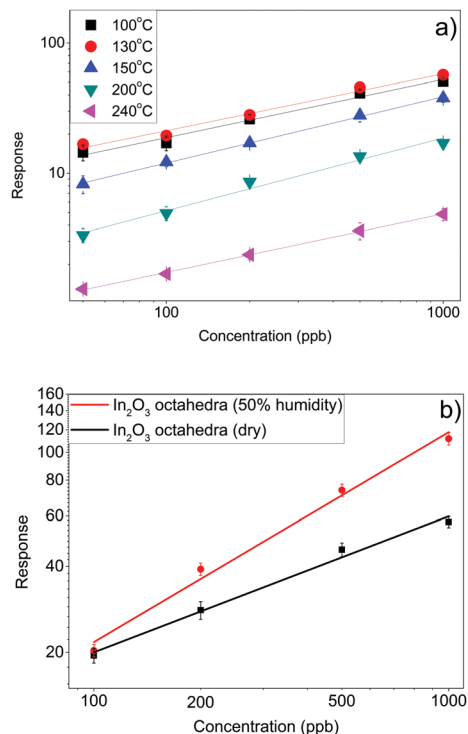 a)
100
10
Response
100°C
130°C
150°C
200°C
240°C
100
1000
Concentration (ppb)
b)
In₂O₃ octahedra (50% humidity)
In₂O₃ octahedra (dry)
160
140
120
100
80
60
40
20
Response
100
200
500
1000
Concentration (ppb)